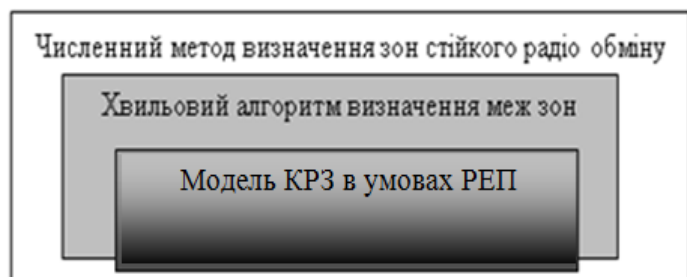 Численний метод визначення зон стійкого радіо обміну
Хвильовий алгоритм визначення меж зон
Модель КРЗ в умовах РЕП